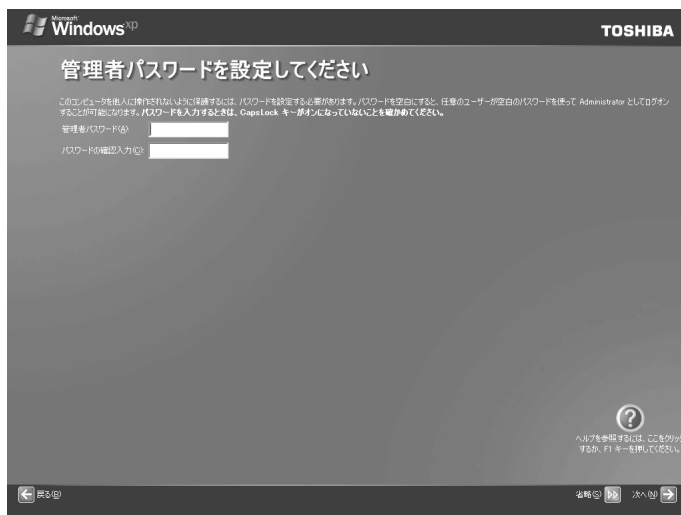 Microsoft
Windows xp
TOSHIBA
管理者パスワードを設定してください
このコンピュータを他人に操作されないように保護するには、パスワードを設定する必要があります。パスワードを空白にすると、任意のユーザーが空白のパスワードを使って Administrator としてログオン
することが可能になります。パスワードを入力するときは、CapsLock キーがオンになっていないことを確かめてください。
管理者パスワード(A):
パスワードの確認入力(C):
?
ヘルプを参照するには、ここをクリッ
するか、F1 キーを押してください。
戻る(B)
省略(S)
次へ(N)